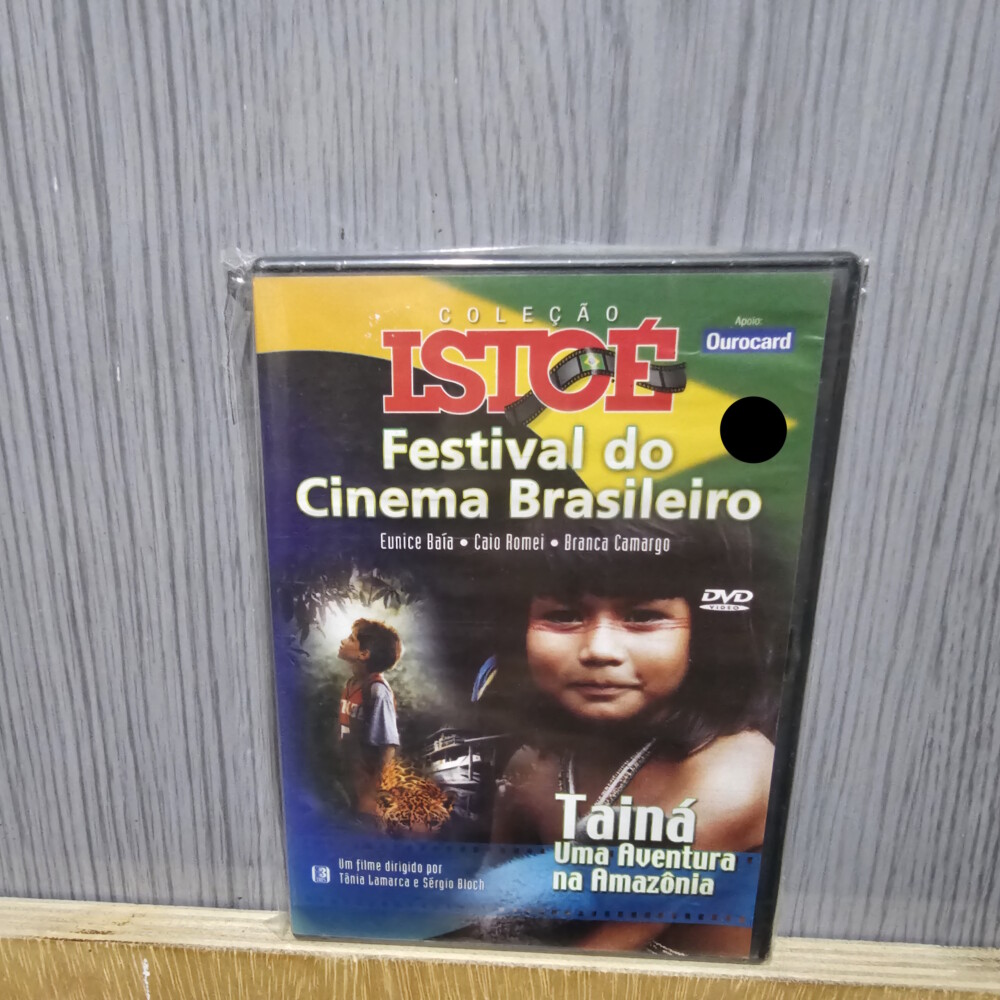 COLEÇÃO
ISTOÉ
Apoio:
Ourocard
Festival do
Cinema Brasileiro
Eunice Baía • Caio Romei • Branca Camargo
DVD
VIDEO
Tainá
Uma Aventura
na Amazônia
Um filme dirigido por
Tânia Lamarca e Sérgio Bloch
3